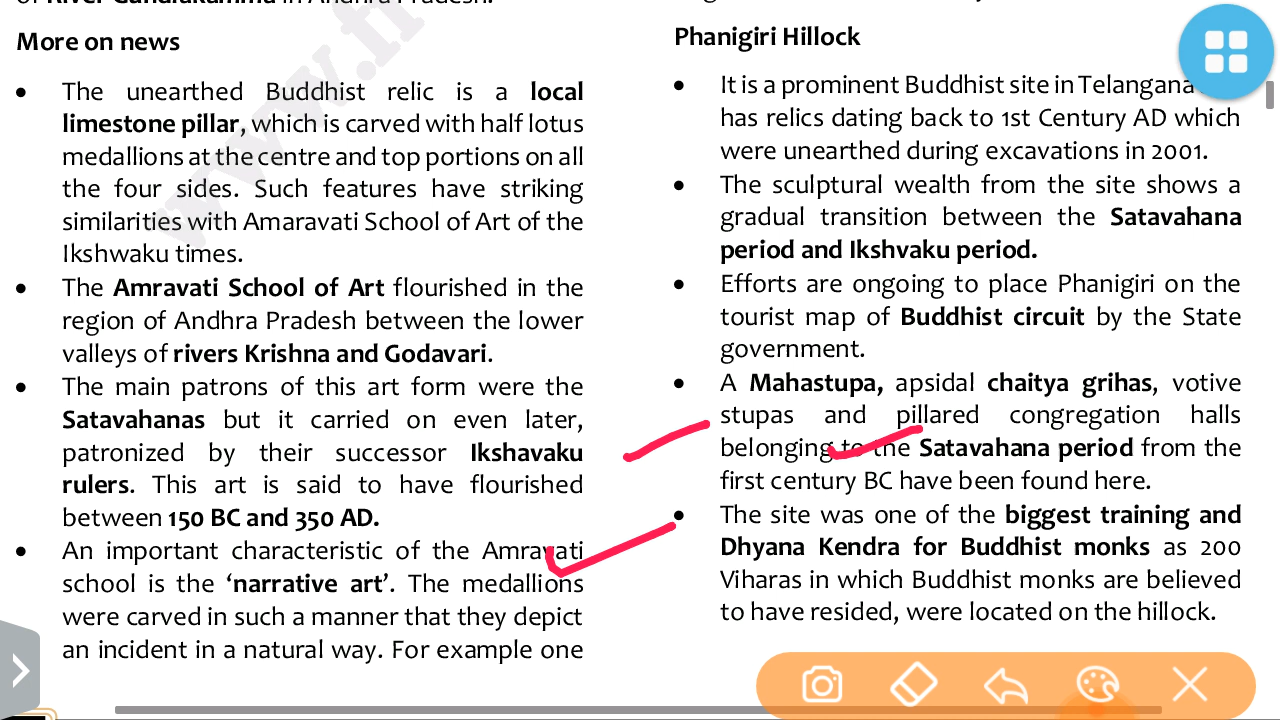 of River Gundlakamma in Andhra Pradesh.
More on news
• The unearthed Buddhist relic is a local
limestone pillar, which is carved with half lotus
medallions at the centre and top portions on all
the four sides. Such features have striking
similarities with Amaravati School of Art of the
Ikshwaku times.
• The Amravati School of Art flourished in the
region of Andhra Pradesh between the lower
valleys of rivers Krishna and Godavari.
• The main patrons of this art form were the
Satavahanas but it carried on even later,
patronized by their successor Ikshavaku
rulers. This art is said to have flourished
between 150 BC and 350 AD.
• An important characteristic of the Amravati
school is the ‘narrative art’. The medallions
were carved in such a manner that they depict
an incident in a natural way. For example one
Phanigiri Hillock
• It is a prominent Buddhist site in Telangana
has relics dating back to 1st Century AD which
were unearthed during excavations in 2001.
• The sculptural wealth from the site shows a
gradual transition between the Satavahana
period and Ikshvaku period.
• Efforts are ongoing to place Phanigiri on the
tourist map of Buddhist circuit by the State
government.
• A Mahastupa, apsidal chaitya grihas, votive
stupas and pillared congregation halls
belonging to the Satavahana period from the
first century BC have been found here.
• The site was one of the biggest training and
Dhyana Kendra for Buddhist monks as 200
Viharas in which Buddhist monks are believed
to have resided, were located on the hillock.
www.